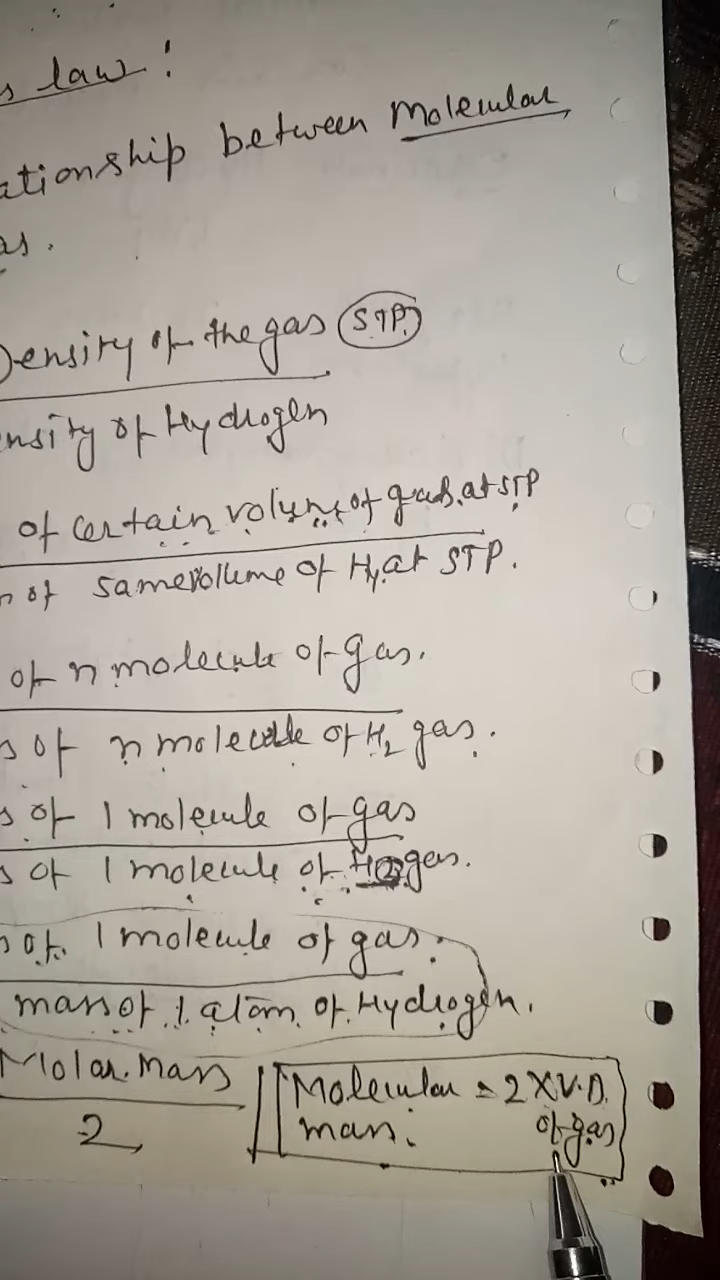 s law:
ationship between Molecular
as.
Density of the gas (STP)
ensity of Hydrogen
of certain volume of gas at STP
n of same volume of H2 at STP.
of n molecule of gas.
s of n molecule of H2 gas.
s of 1 molecule of gas
s of 1 molecule of H2 gas.
s of 1 molecule of gas.
mass of 1 atom of Hydrogen.
Molar Mass
2
Molecular = 2 X V.D.
mass. of gas